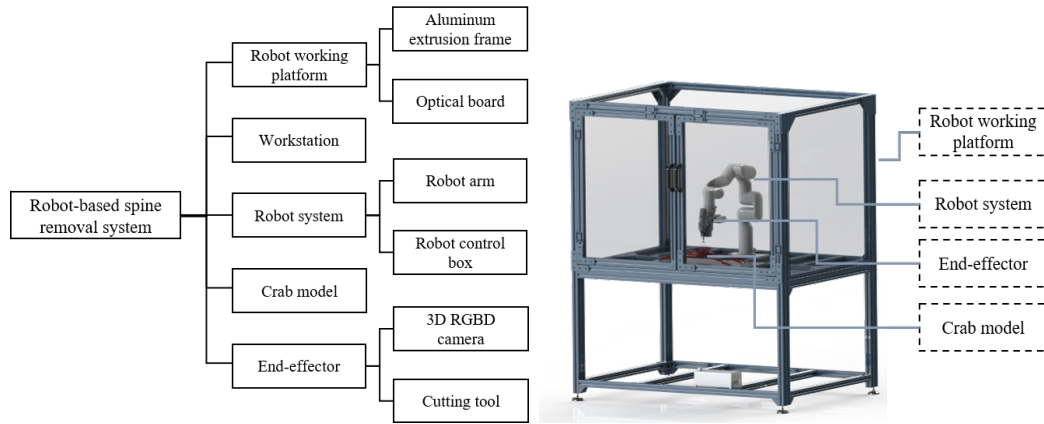 Robot-based spine
removal system
Robot working
platform
Workstation
Robot system
Crab model
End-effector
Aluminum
extrusion frame
Optical board
Robot arm
Robot control
box
3D RGBD
camera
Cutting tool
Robot working
platform
Robot system
End-effector
Crab model